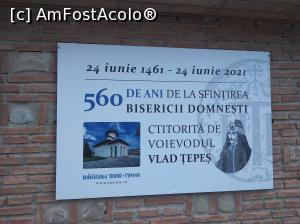 [c] AmFostAcolo®
24 iunie 1461 - 24 iunie 2021
560 DE ANI DE LA SFINȚIREA
BISERICII DOMNEȘTI
CTITORITĂ DE
VOIEVODUL
VLAD ȚEPEȘ